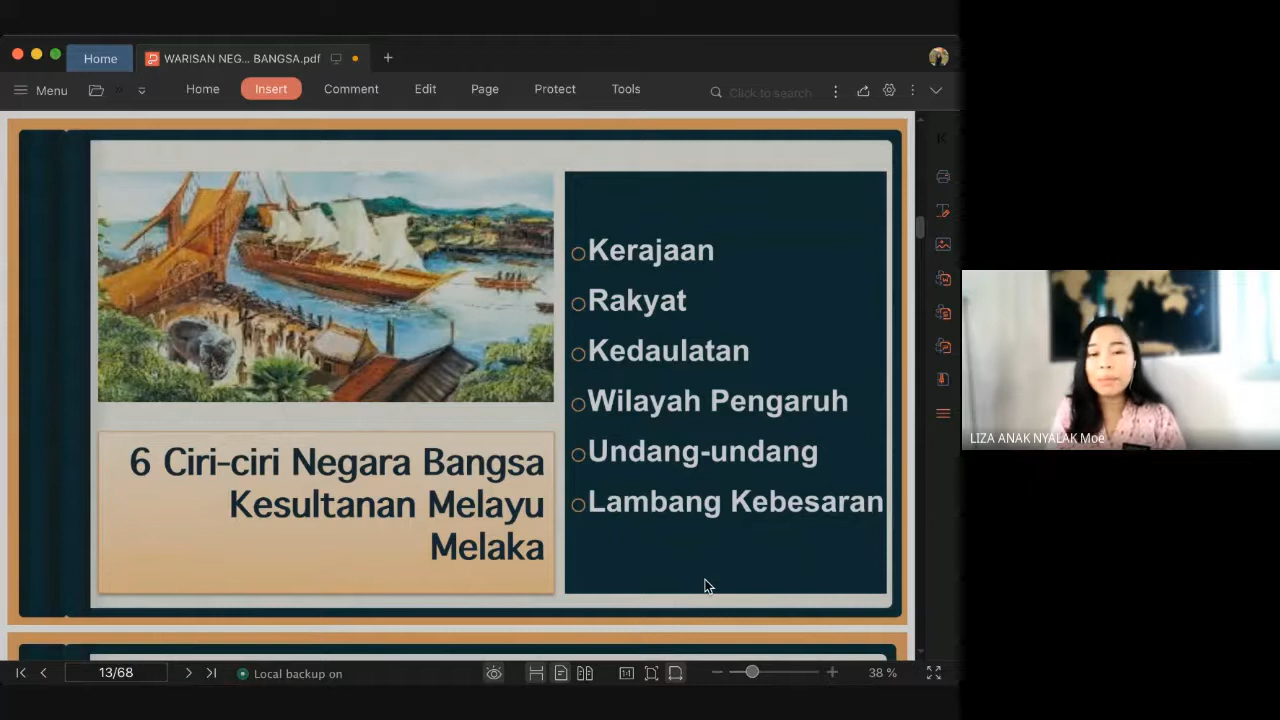 Home
WARISAN NEG... BANGSA.pdf
Menu
Home Insert Comment Edit Page Protect Tools
Click to search
Kerajaan
Rakyat
Kedaulatan
Wilayah Pengaruh
Undang-undang
Lambang Kebesaran
6 Ciri-ciri Negara Bangsa
Kesultanan Melayu
Melaka
LIZA ANAK NYALAK Moe
13/68
Local backup on
1:1
38 %